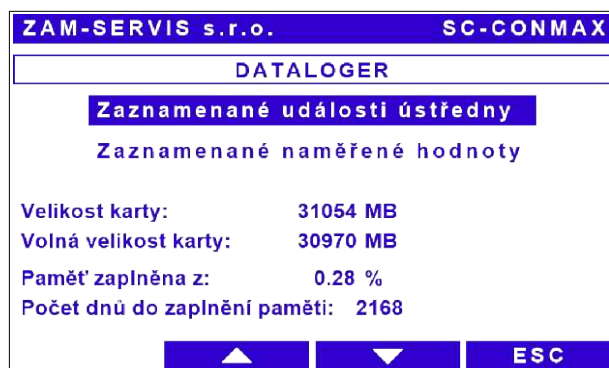 ZAM-SERVIS s.r.o. SC-CONMAX
DATALOGER
Zaznamenané události ústředny
Zaznamenané naměřené hodnoty
Velikost karty: 31054 MB
Volná velikost karty: 30970 MB
Paměť zaplněna z: 0.28 %
Počet dnů do zaplnění paměti: 2168
ESC